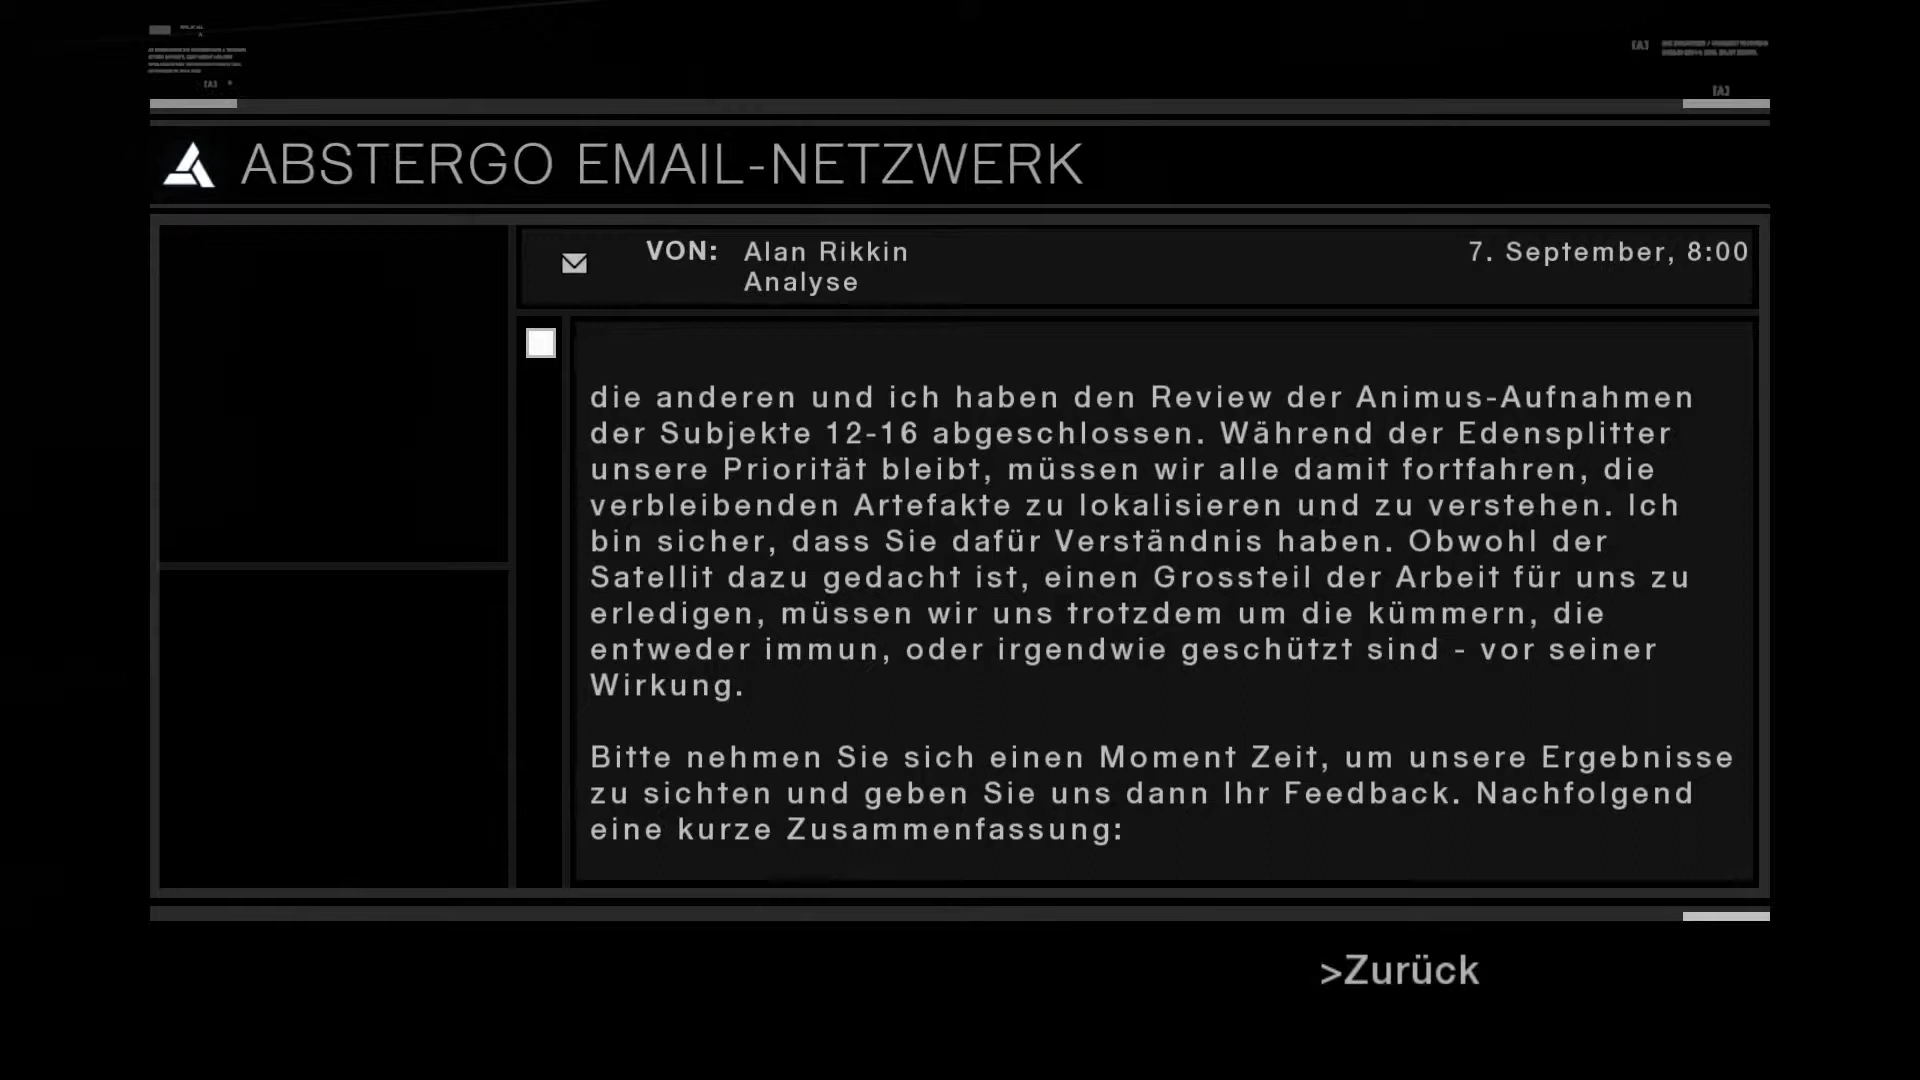 [A]
[A]
[A]
ABSTERGO EMAIL-NETZWERK
VON: Alan Rikkin
Analyse
7. September, 8:00
die anderen und ich haben den Review der Animus-Aufnahmen
der Subjekte 12-16 abgeschlossen. Während der Edensplitter
unsere Priorität bleibt, müssen wir alle damit fortfahren, die
verbleibenden Artefakte zu lokalisieren und zu verstehen. Ich
bin sicher, dass Sie dafür Verständnis haben. Obwohl der
Satellit dazu gedacht ist, einen Grossteil der Arbeit für uns zu
erledigen, müssen wir uns trotzdem um die kümmern, die
entweder immun, oder irgendwie geschützt sind - vor seiner
Wirkung.
Bitte nehmen Sie sich einen Moment Zeit, um unsere Ergebnisse
zu sichten und geben Sie uns dann Ihr Feedback. Nachfolgend
eine kurze Zusammenfassung:
>Zurück